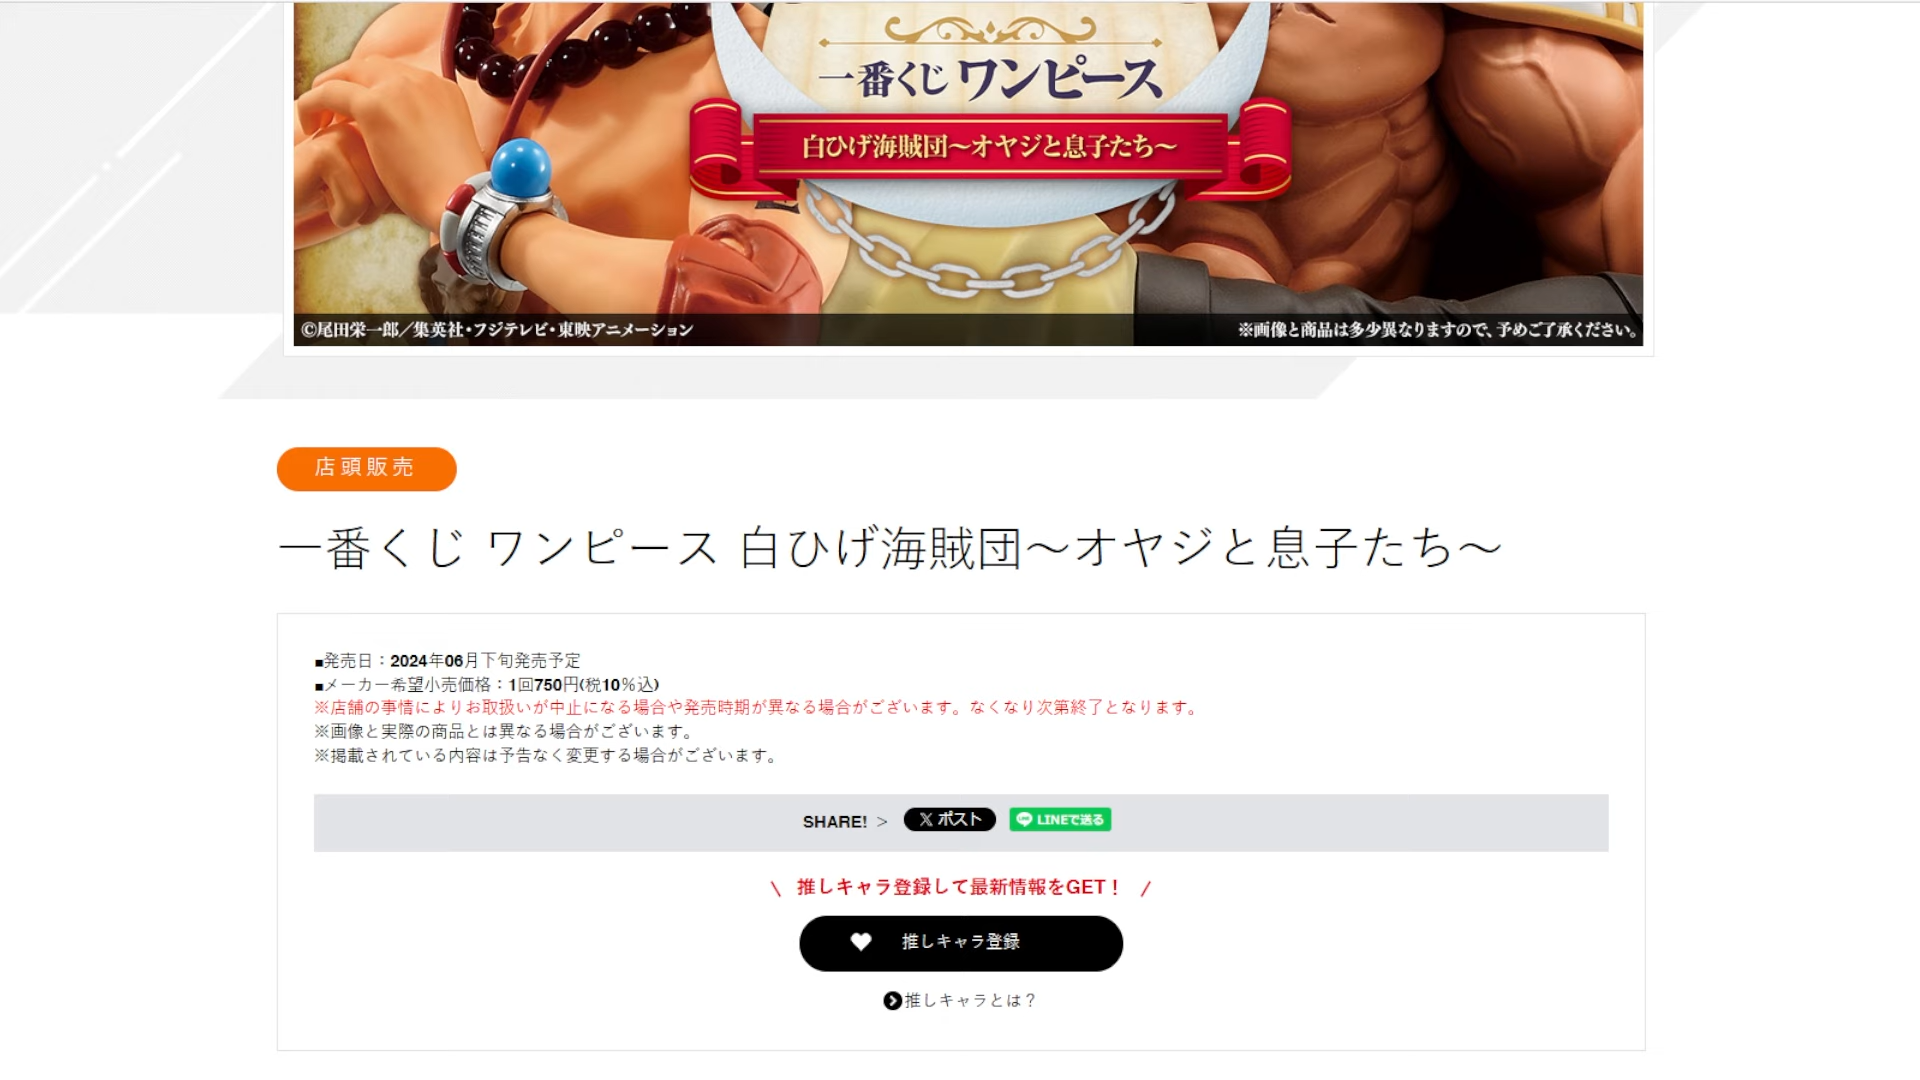 一番くじ ワンピース
白ひげ海賊団～オヤジと息子たち～
©尾田栄一郎／集英社・フジテレビ・東映アニメーション
※画像と商品は多少異なりますので、予めご了承ください。
店頭販売
一番くじ ワンピース 白ひげ海賊団～オヤジと息子たち～
■発売日：2024年06月下旬発売予定
■メーカー希望小売価格：1回750円(税10％込)
※店舗の事情によりお取扱いが中止になる場合や発売時期が異なる場合がございます。なくなり次第終了となります。
※画像と実際の商品とは異なる場合がございます。
※掲載されている内容は予告なく変更する場合がございます。
SHARE! > X ポスト LINEで送る
\ 推しキャラ登録して最新情報をGET！ /
推しキャラ登録
推しキャラとは？